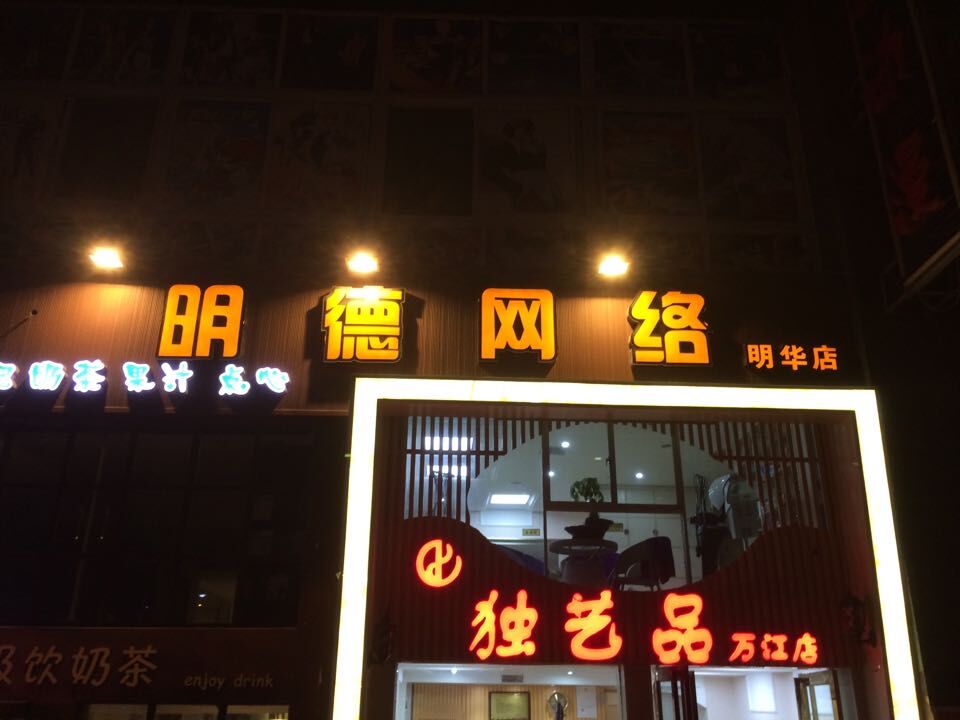 明德网络
明华店
奶茶 果汁 点心
独艺品
万江店
饮奶茶
enjoy drink